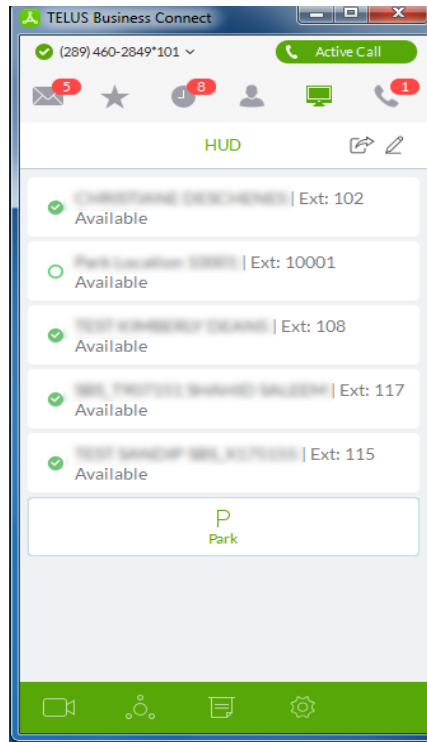 TELUS Business Connect
(289) 460-2849*101
Active Call
5
8
1
HUD
| Ext: 102
Available
| Ext: 10001
Available
| Ext: 108
Available
| Ext: 117
Available
| Ext: 115
Available
P
Park